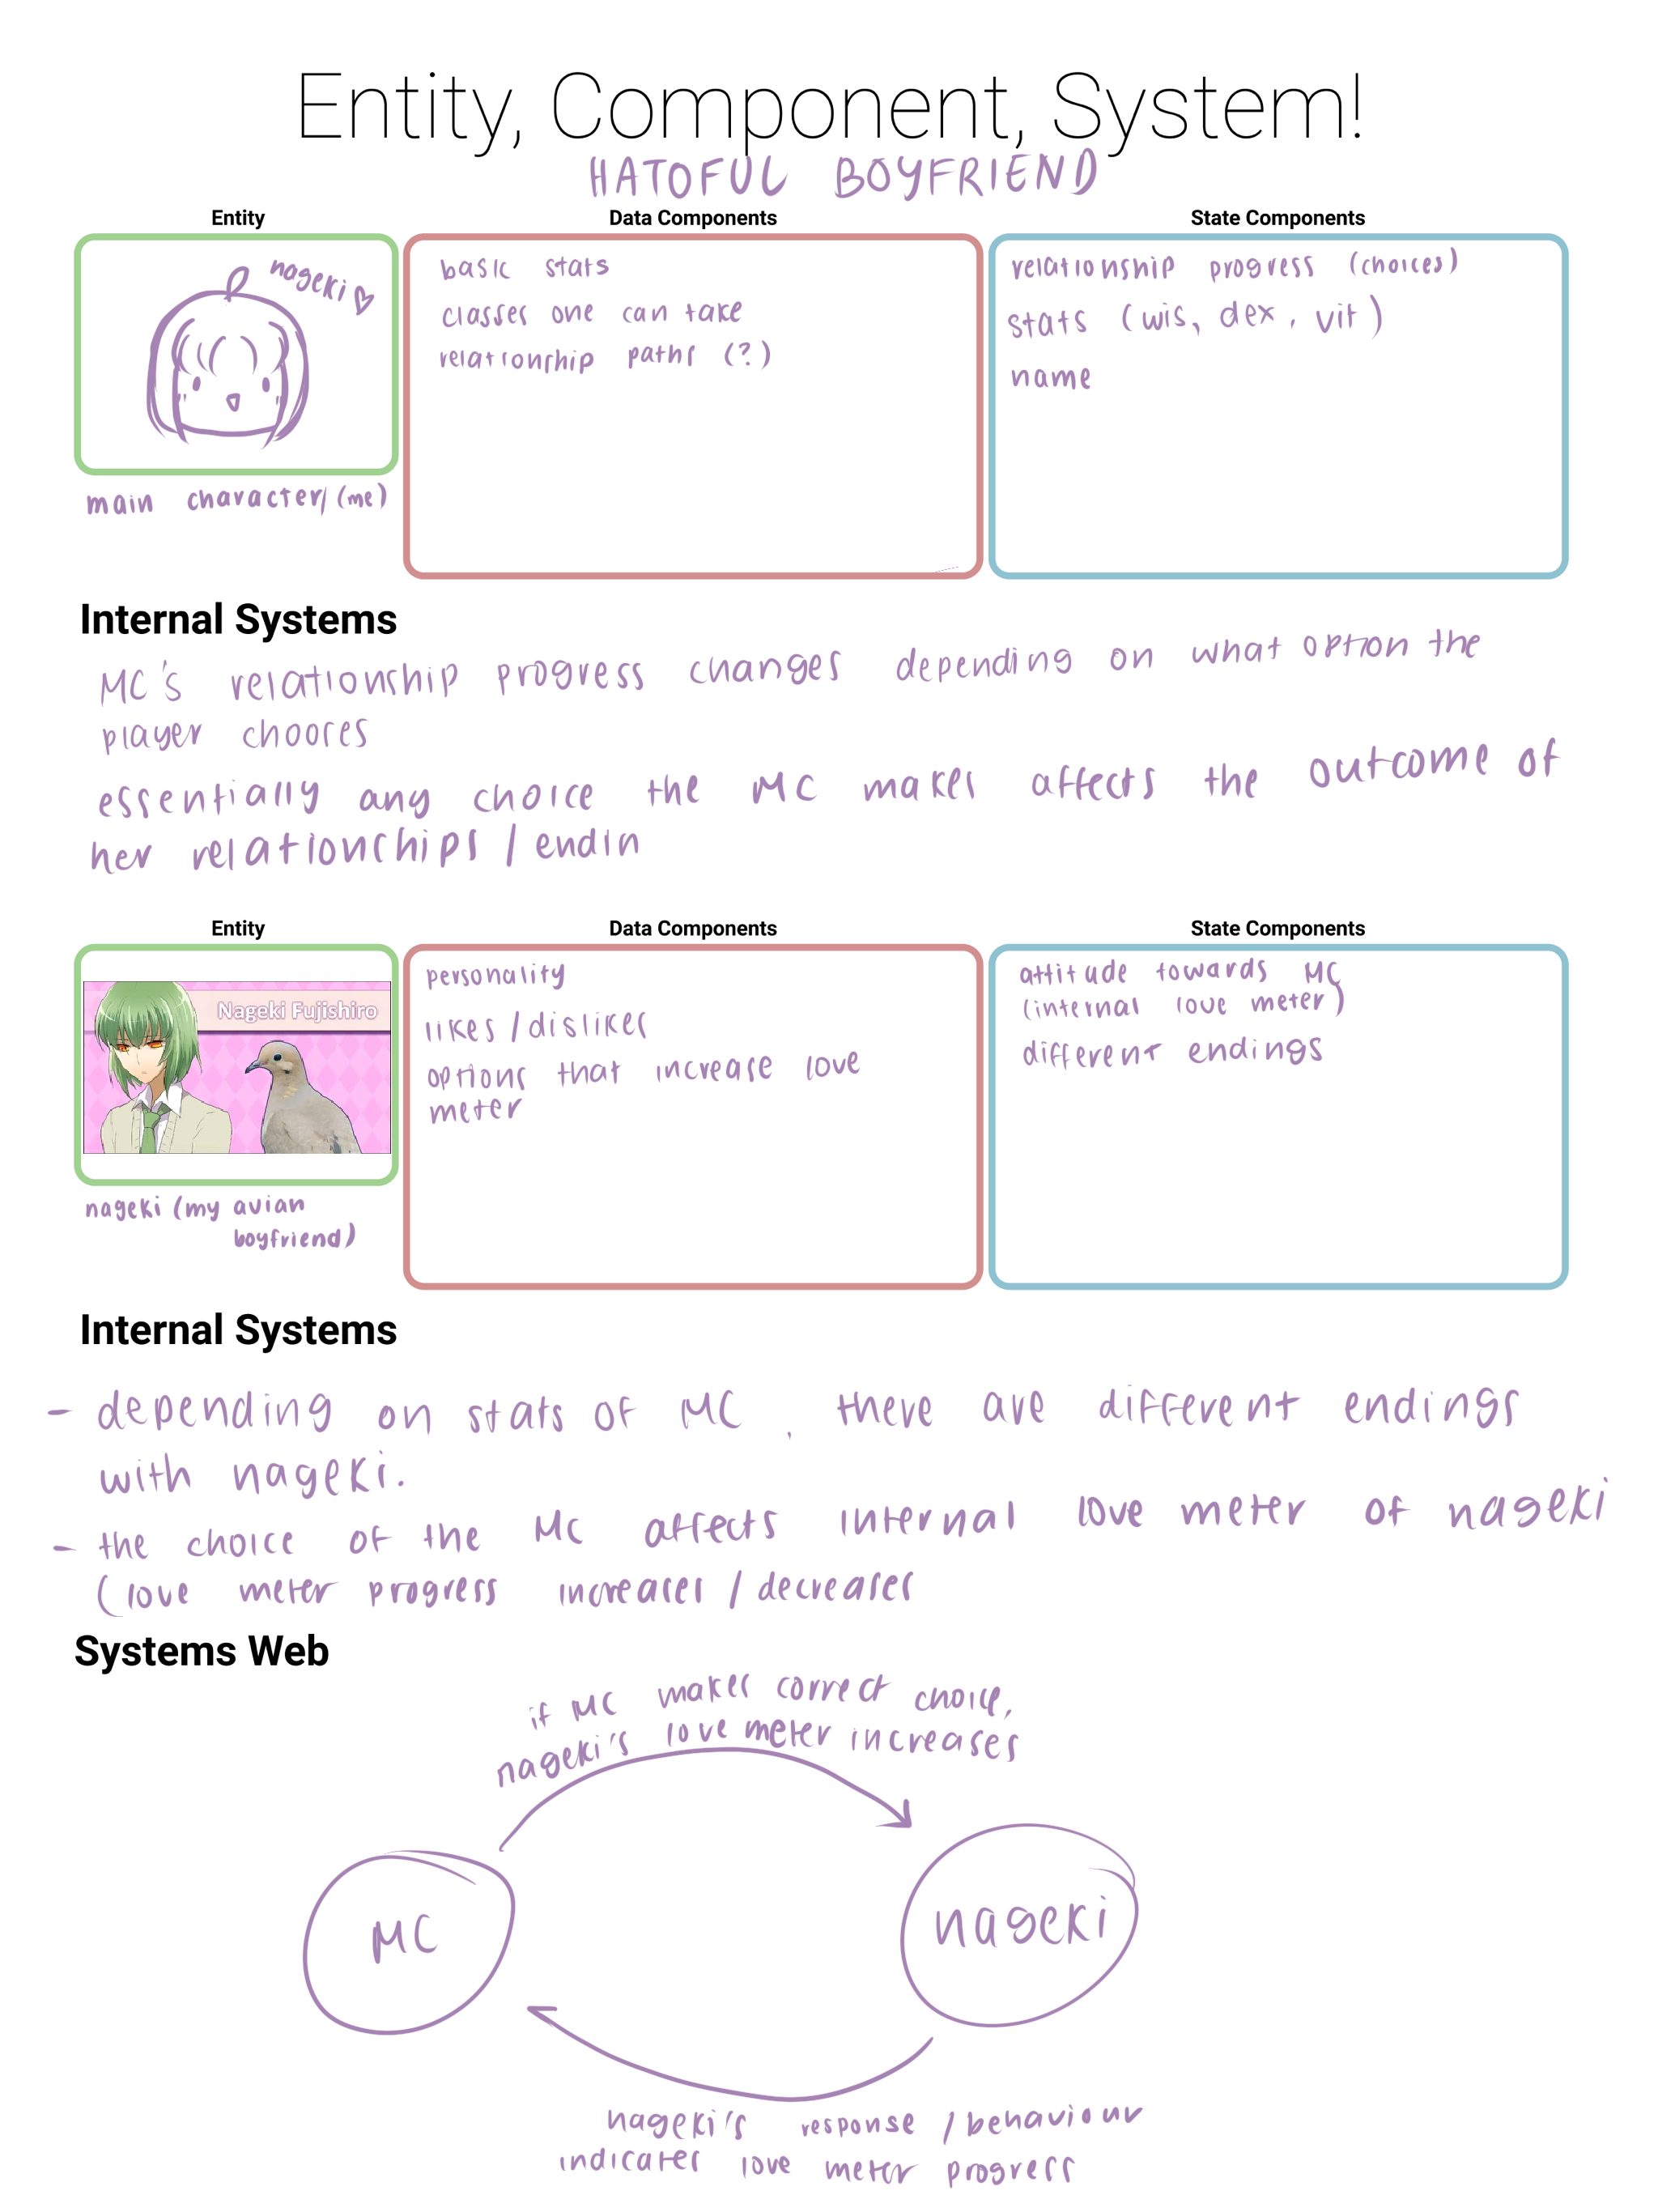 Entity, Component, System!
HATOFUL BOYFRIEND
Entity
Data Components
State Components
nageki
main character/(me)
basic stats
classes one can take
relationship paths (?)
relationship progress (choices)
stats (wis, dex, vit)
name
Internal Systems
MC's relationship progress changes depending on what option the
player chooses
essentially any choice the MC makes affects the outcome of
her relationships / endin
Entity
Data Components
State Components
Nageki Fujishiro
nageki (my avian
boyfriend)
personality
likes / dislikes
options that increase love
meter
attitude towards MC
(internal love meter)
different endings
Internal Systems
- depending on stats of MC, there are different endings
with nageki.
- the choice of the MC affects internal love meter of nageki
(love meter progress increases / decreases
Systems Web
if MC makes correct choice,
nageki's love meter increases
MC
nageki
nageki's response / behaviour
indicates love meter progress